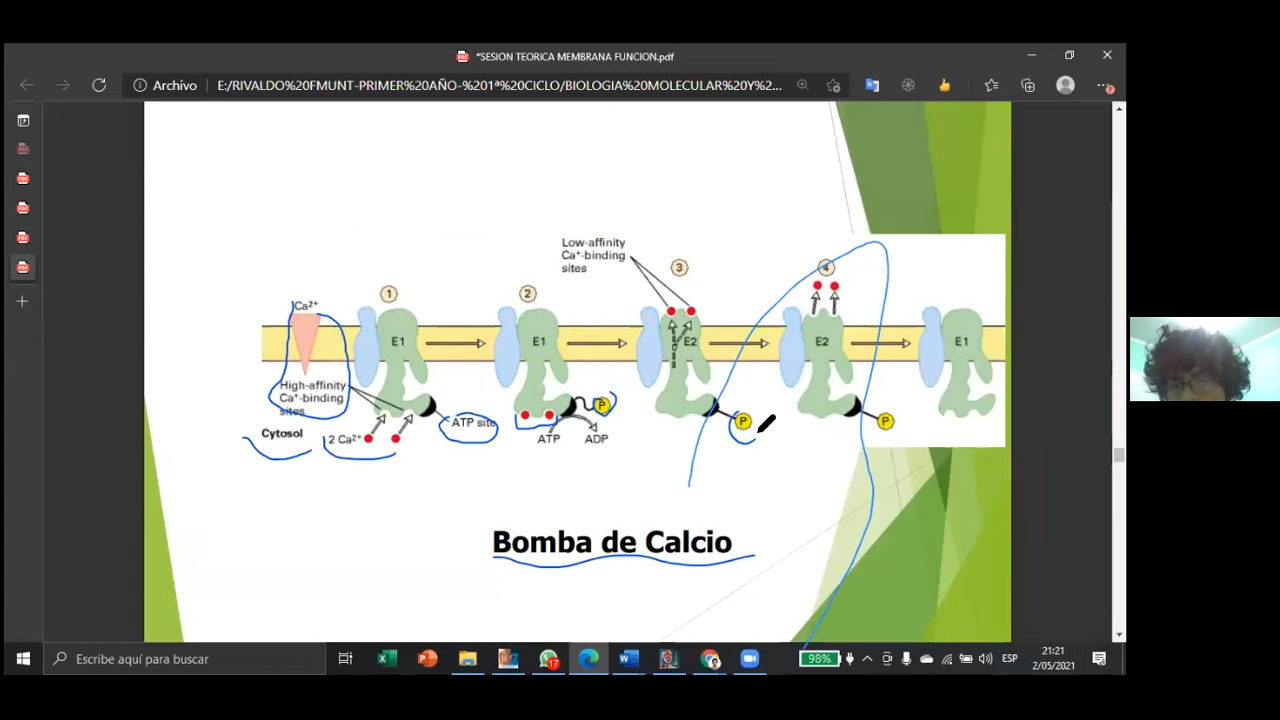 *SESION TEORICA MEMBRANA FUNCION.pdf
Archivo
E:/RIVALDO%20FMUNT-PRIMER%20AÑO-%201ª%20CICLO/BIOLOGIA%20MOLECULAR%20Y%2...
Low-affinity
Ca⁺-binding
sites
3
4
1
2
Ca²⁺
E1
E1
E2
E2
E1
High-affinity
Ca⁺-binding
sites
P
ATP site
P
P
Cytosol
2 Ca²⁺
ATP
ADP
Bomba de Calcio
Escribe aquí para buscar
17
98%
ESP
21:21
2/05/2021